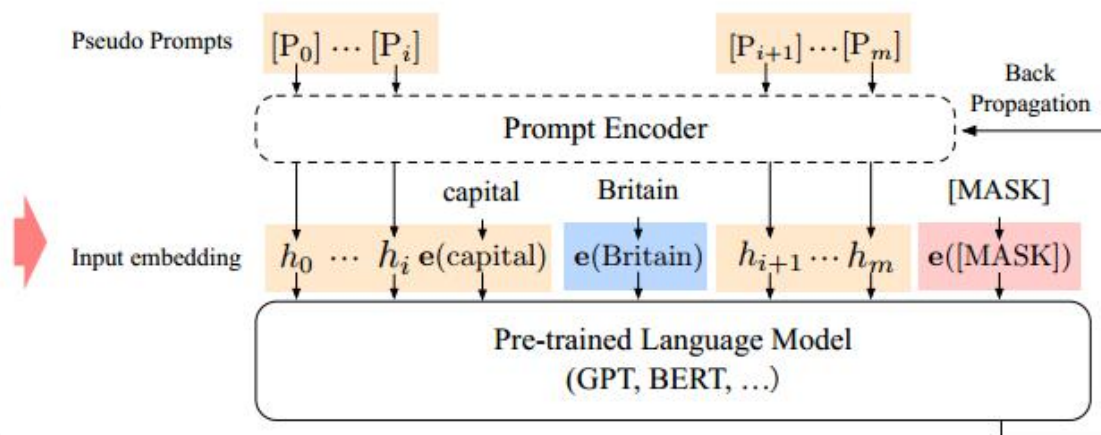 Pseudo Prompts [P₀] ⋯ [Pᵢ] [Pᵢ₊₁] ⋯ [Pₘ]
Back
Propagation
Prompt Encoder
capital Britain [MASK]
Input embedding h₀ ⋯ hᵢ e(capital) e(Britain) hᵢ₊₁ ⋯ hₘ e([MASK])
Pre-trained Language Model
(GPT, BERT, …)